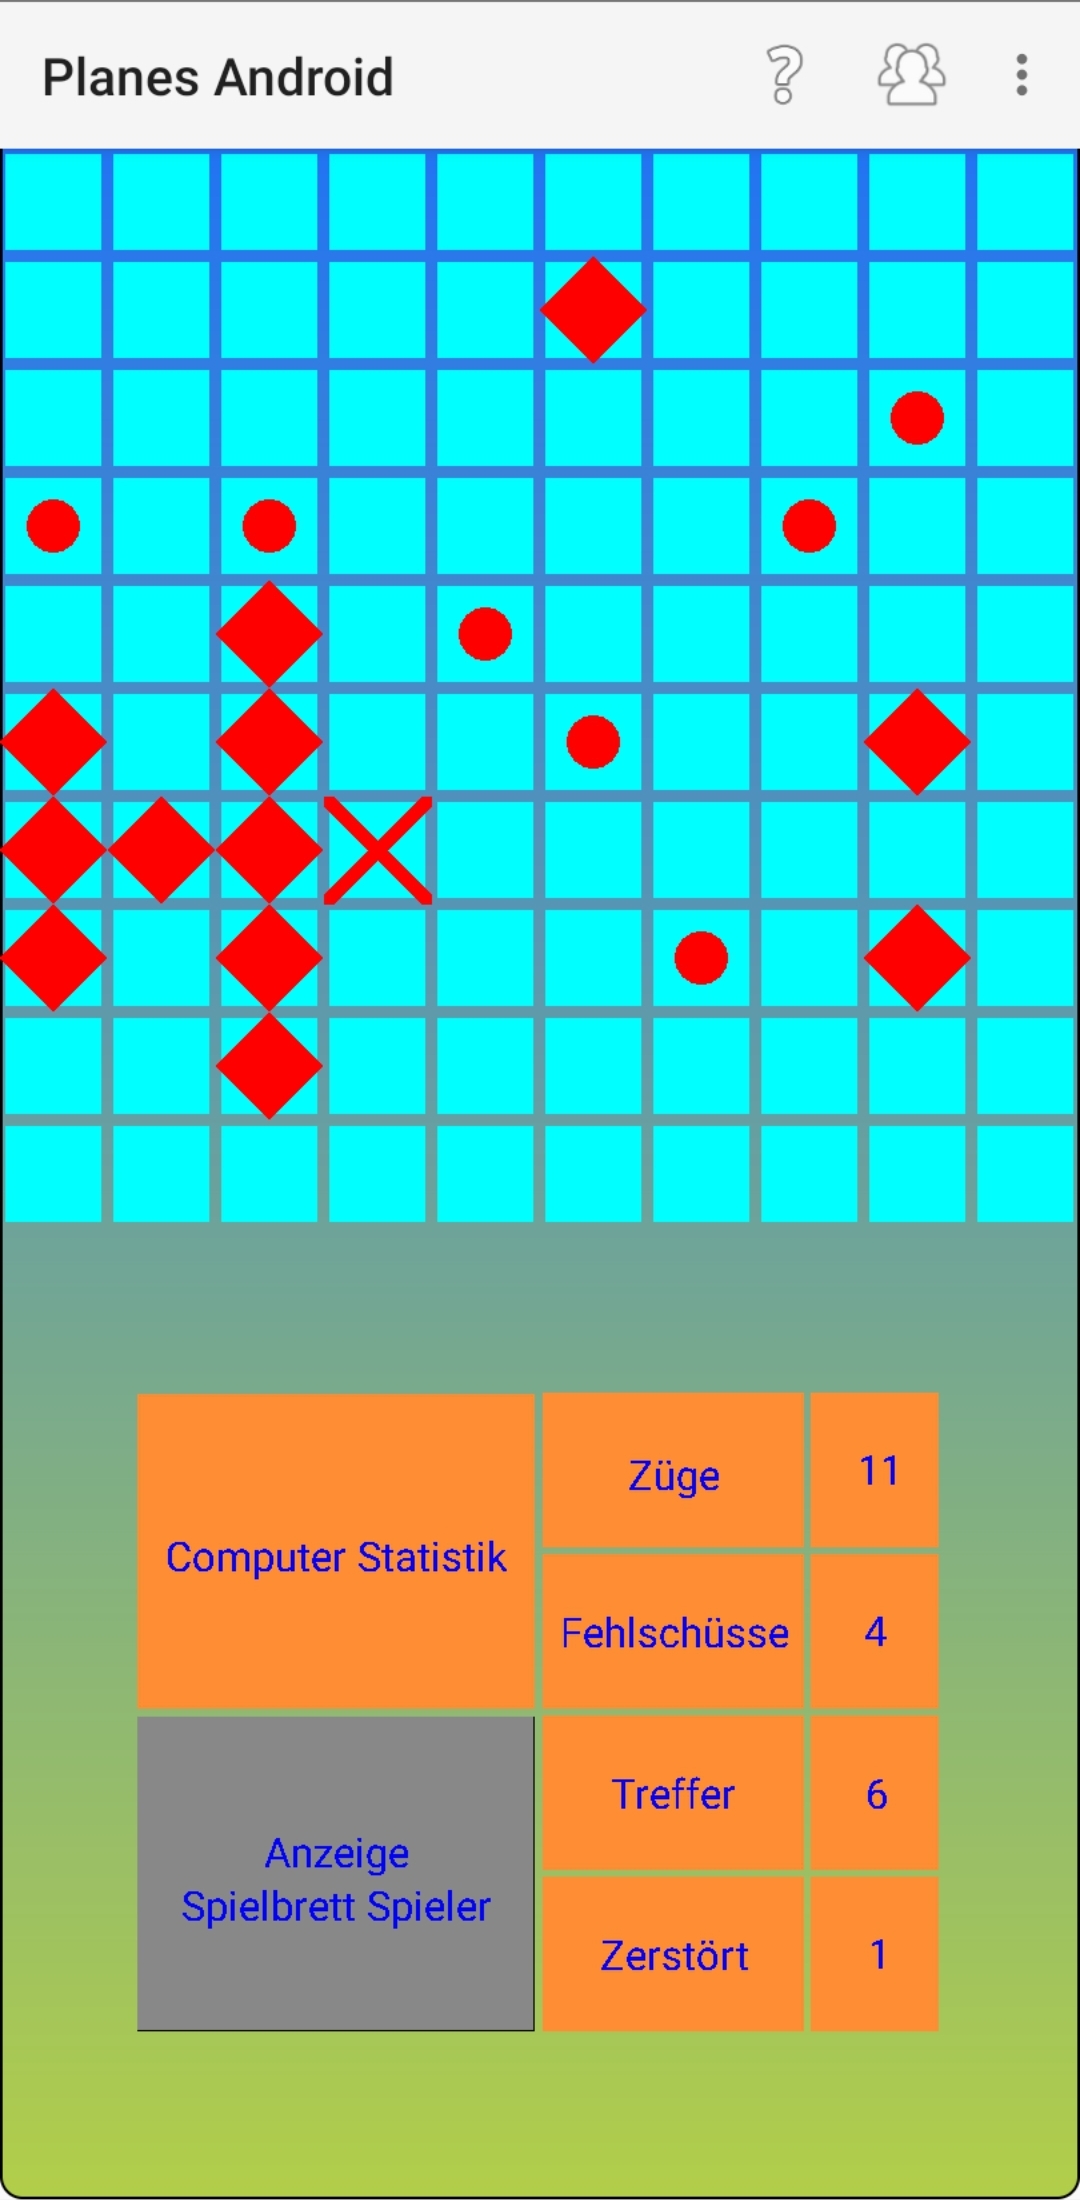 Planes Android
Computer Statistik
Züge
11
Fehlschüsse
4
Anzeige
Spielbrett Spieler
Treffer
6
Zerstört
1